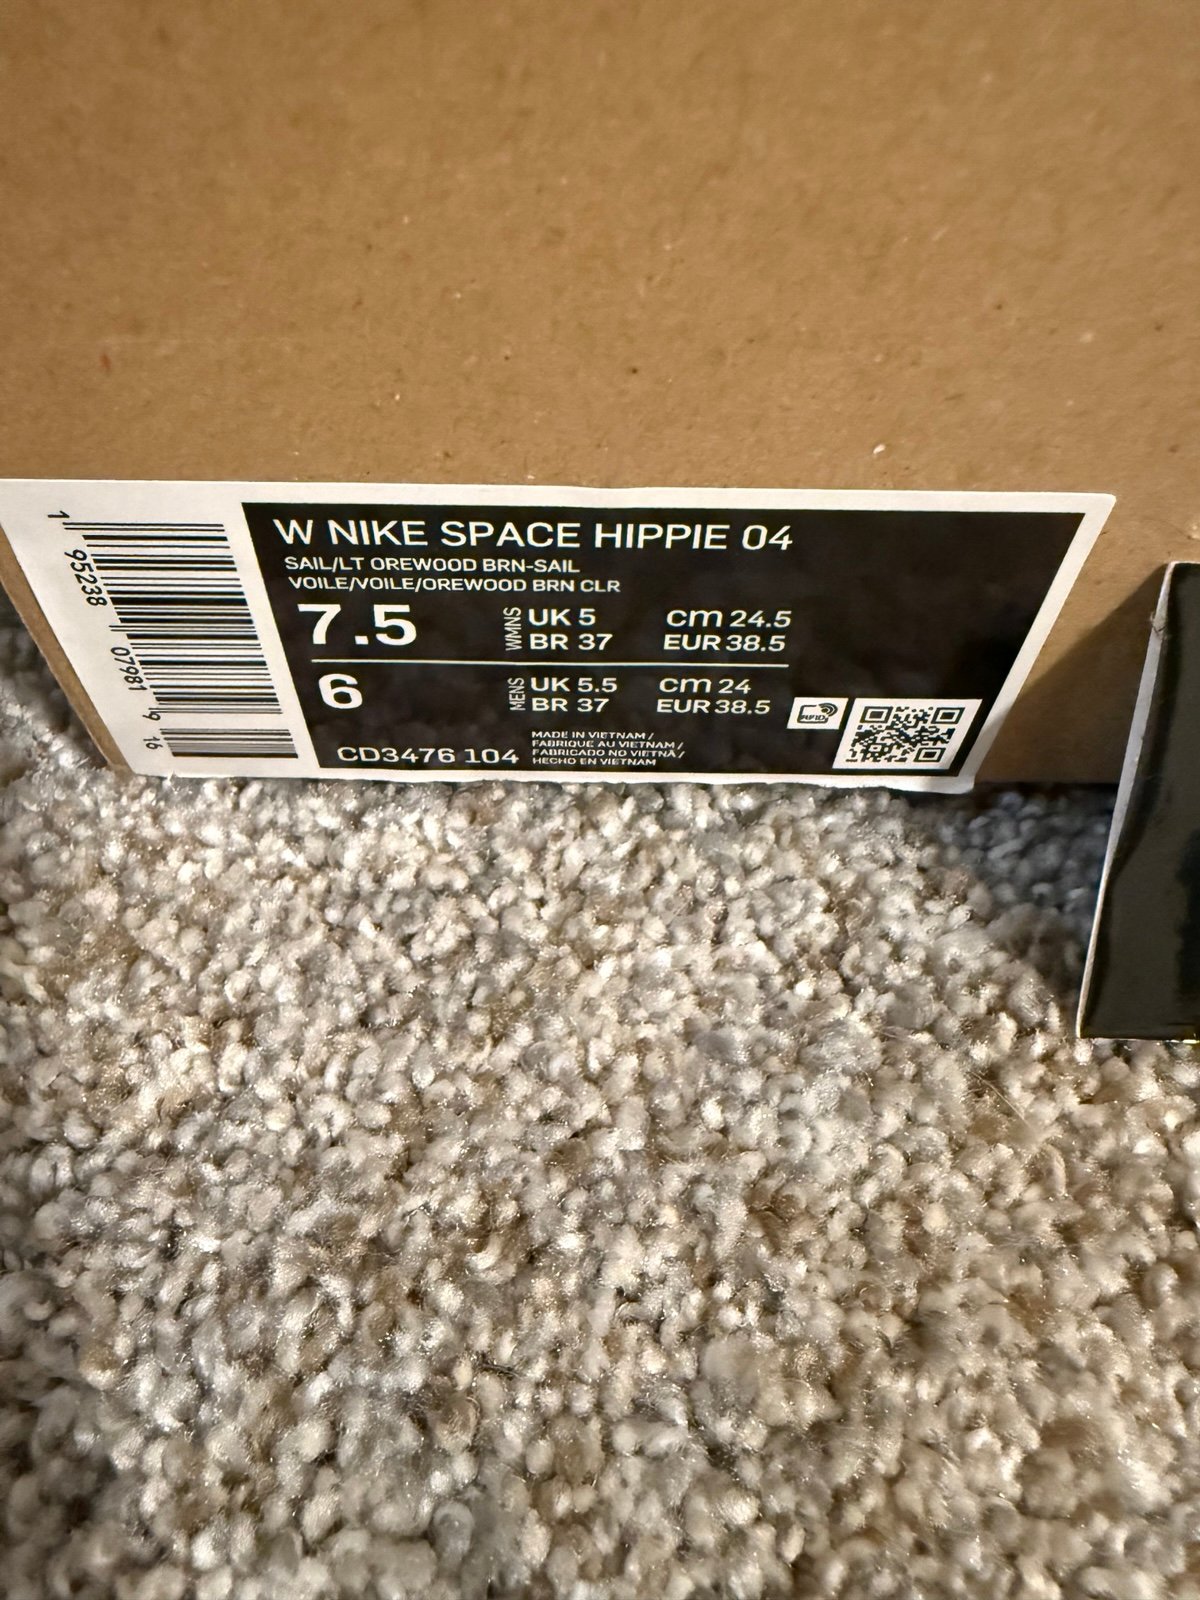 W NIKE SPACE HIPPIE 04
SAIL/LT OREWOOD BRN-SAIL
VOILE/VOILE/OREWOOD BRN CLR
7.5 WMNS UK 5 cm 24.5
BR 37 EUR 38.5
6 MENS UK 5.5 cm 24
BR 37 EUR 38.5
CD3476 104
MADE IN VIETNAM /
FABRIQUE AU VIETNAM /
FABRICADO NO VIETNÃ /
HECHO EN VIETNAM
RFID
1 95238 07981 9 16